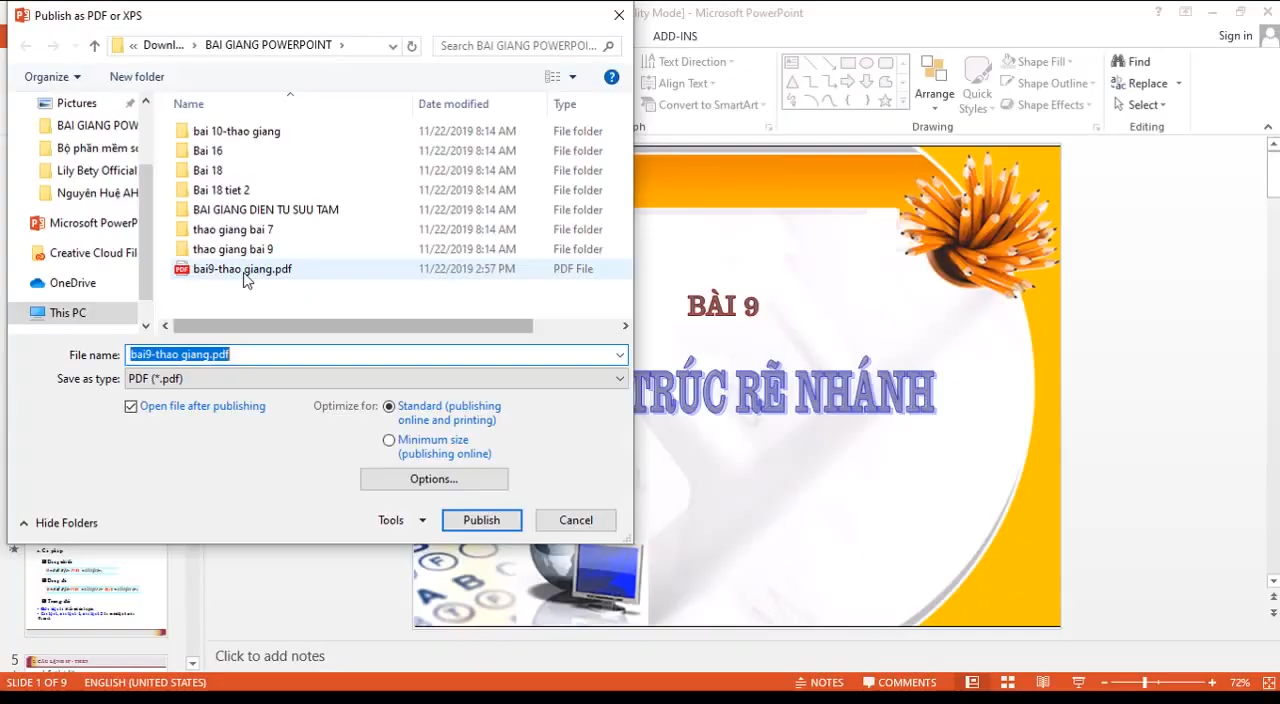 Publish as PDF or XPS
lity Mode] - Microsoft PowerPoint
?
ADD-INS
Sign in
« Downl... > BAI GIANG POWERPOINT >
Search BAI GIANG POWERPOI...
Organize
New folder
?
Text Direction
Align Text
Convert to SmartArt
Arrange
Quick
Styles
Shape Fill
Shape Outline
Shape Effects
Find
Replace
Select
ph
Drawing
Editing
Name
Date modified
Type
Pictures
BAI GIANG POW
Bộ phần mềm so
Lily Bety Official
Nguyên Huệ AH
Microsoft PowerP
Creative Cloud Fil
OneDrive
This PC
bai 10-thao giang 11/22/2019 8:14 AM File folder
Bai 16 11/22/2019 8:14 AM File folder
Bai 18 11/22/2019 8:14 AM File folder
Bai 18 tiet 2 11/22/2019 8:14 AM File folder
BAI GIANG DIEN TU SUU TAM 11/22/2019 8:14 AM File folder
thao giang bai 7 11/22/2019 8:14 AM File folder
thao giang bai 9 11/22/2019 8:14 AM File folder
PDF bai9-thao giang.pdf 11/22/2019 2:57 PM PDF File
File name: bai9-thao giang.pdf
Save as type: PDF (*.pdf)
Open file after publishing
Optimize for:
Standard (publishing
online and printing)
Minimum size
(publishing online)
Options...
Hide Folders
Tools
Publish
Cancel
BÀI 9
TRÚC RẼ NHÁNH
5
Click to add notes
SLIDE 1 OF 9
ENGLISH (UNITED STATES)
NOTES
COMMENTS
72%